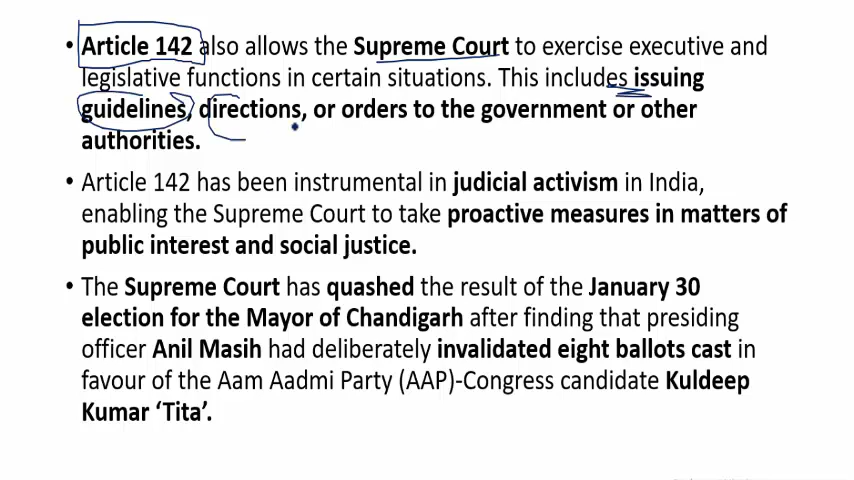 • Article 142 also allows the Supreme Court to exercise executive and
legislative functions in certain situations. This includes issuing
guidelines, directions, or orders to the government or other
authorities.
• Article 142 has been instrumental in judicial activism in India,
enabling the Supreme Court to take proactive measures in matters of
public interest and social justice.
• The Supreme Court has quashed the result of the January 30
election for the Mayor of Chandigarh after finding that presiding
officer Anil Masih had deliberately invalidated eight ballots cast in
favour of the Aam Aadmi Party (AAP)-Congress candidate Kuldeep
Kumar ‘Tita’.